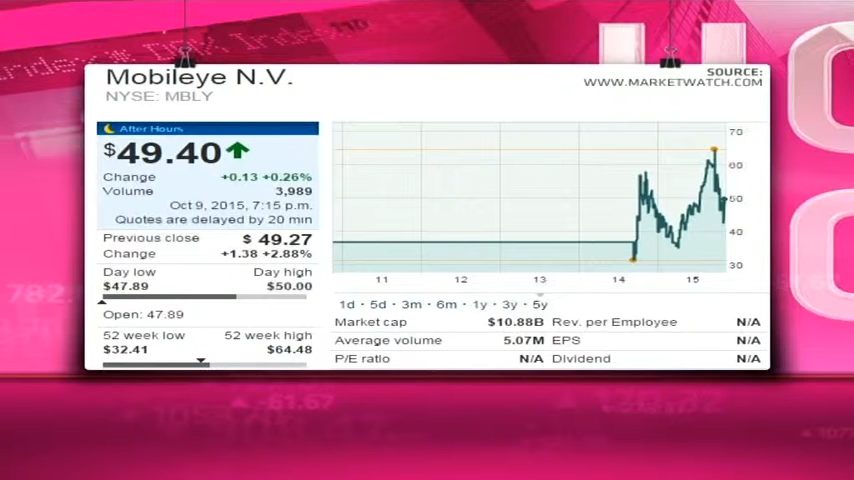 Mobileye N.V.
NYSE: MBLY
SOURCE:
WWW.MARKETWATCH.COM
After Hours
$49.40
Change +0.13 +0.26%
Volume 3,989
Oct 9, 2015, 7:15 p.m.
Quotes are delayed by 20 min
Previous close $ 49.27
Change +1.38 +2.88%
Day low Day high
$47.89 $50.00
Open: 47.89
52 week low 52 week high
$32.41 $64.48
70
60
50
40
30
11 12 13 14 15
1d · 5d · 3m · 6m · 1y · 3y · 5y
Market cap $10.88B Rev. per Employee N/A
Average volume 5.07M EPS N/A
P/E ratio N/A Dividend N/A
-61.67